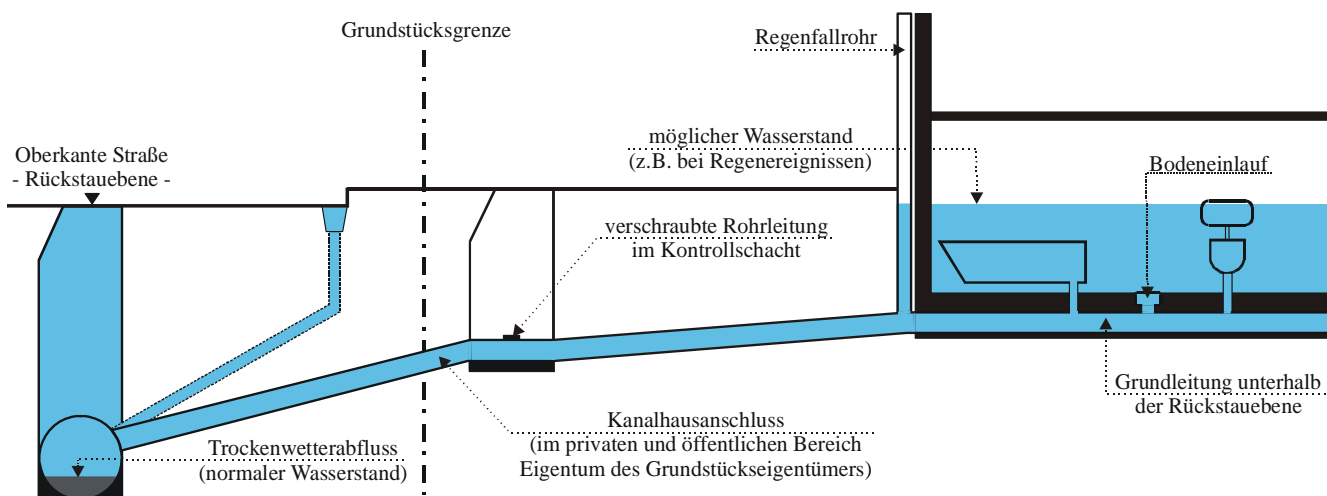 Grundstücksgrenze
Regenfallrohr
möglicher Wasserstand
(z.B. bei Regenereignissen)
Oberkante Straße
- Rückstauebene -
Bodeneinlauf
verschraubte Rohrleitung
im Kontrollschacht
Grundleitung unterhalb
der Rückstauebene
Kanalhausanschluss
(im privaten und öffentlichen Bereich
Eigentum des Grundstückseigentümers)
Trockenwetterabfluss
(normaler Wasserstand)